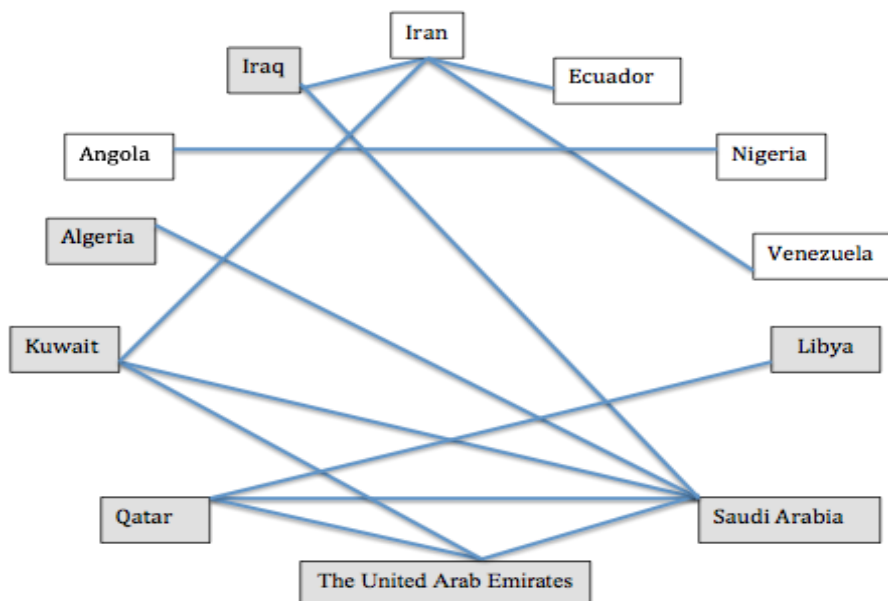 Iran
Iraq
Ecuador
Angola
Nigeria
Algeria
Venezuela
Kuwait
Libya
Qatar
Saudi Arabia
The United Arab Emirates